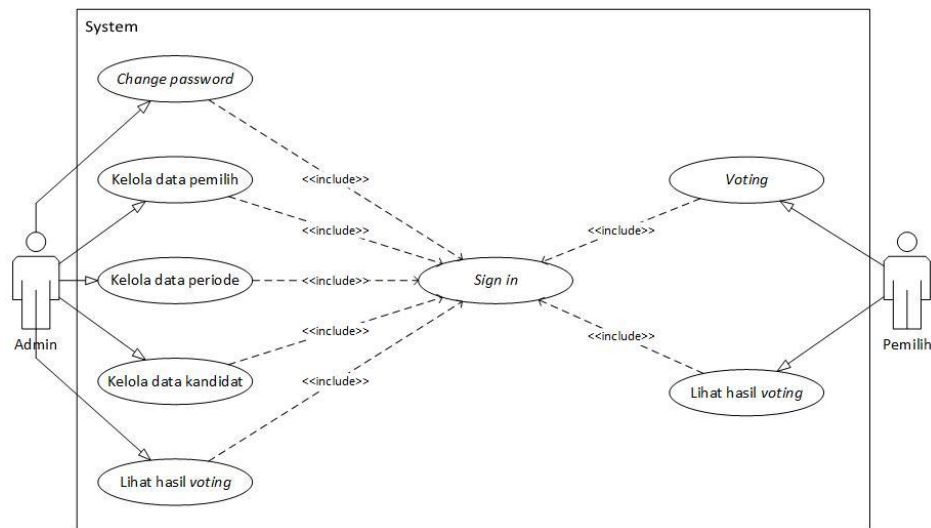 System
Change password
Kelola data pemilih
<<include>>
Voting
<<include>>
<<include>>
Kelola data periode
<<include>>
Sign in
Admin
Pemilih
<<include>>
<<include>>
Kelola data kandidat
<<include>>
Lihat hasil voting
Lihat hasil voting